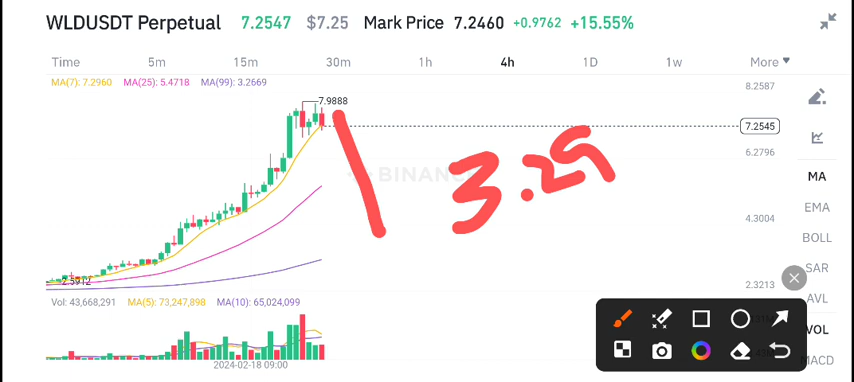 WLDUSDT Perpetual 7.2547 $7.25 Mark Price 7.2460 +0.9762 +15.55%
Time 5m 15m 30m 1h 4h 1D 1w More
MA(7): 7.2960 MA(25): 5.4718 MA(99): 3.2669
8.2587
7.9888
7.2545
6.2796
BINANC
3.25
MA
EMA
4.3004
BOLL
SAR
2.5912
2.3213
AVL
Vol: 43,668,291 MA(5): 73,247,898 MA(10): 65,024,099
VOL
MACD
2024-02-18 09:00